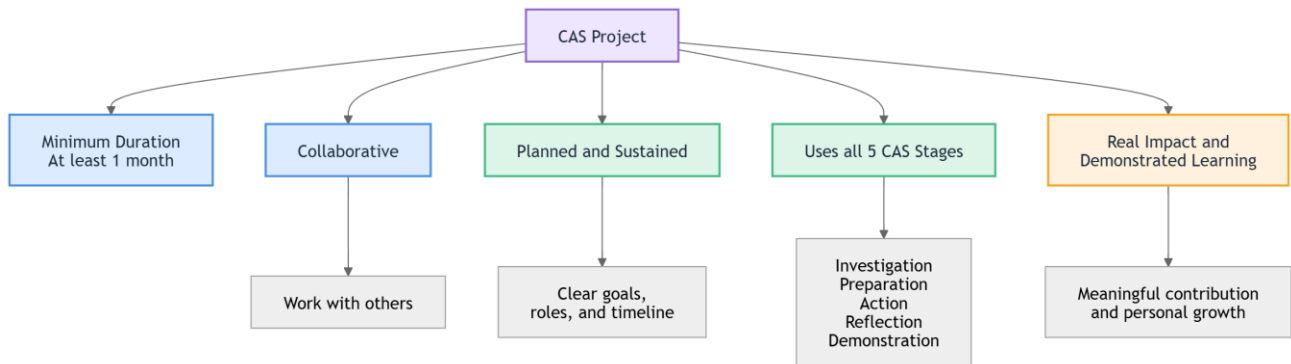 CAS Project
Minimum Duration
At least 1 month
Collaborative
Planned and Sustained
Uses all 5 CAS Stages
Real Impact and
Demonstrated Learning
Work with others
Clear goals,
roles, and timeline
Investigation
Preparation
Action
Reflection
Demonstration
Meaningful contribution
and personal growth